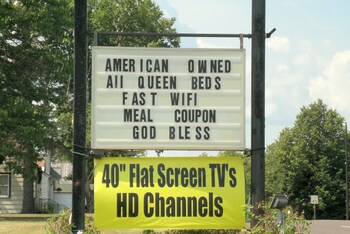 AMERICAN OWNED
All QUEEN BEDS
FAST WIFI
MEAL COUPON
GOD BLESS
40" Flat Screen TV's
HD Channels